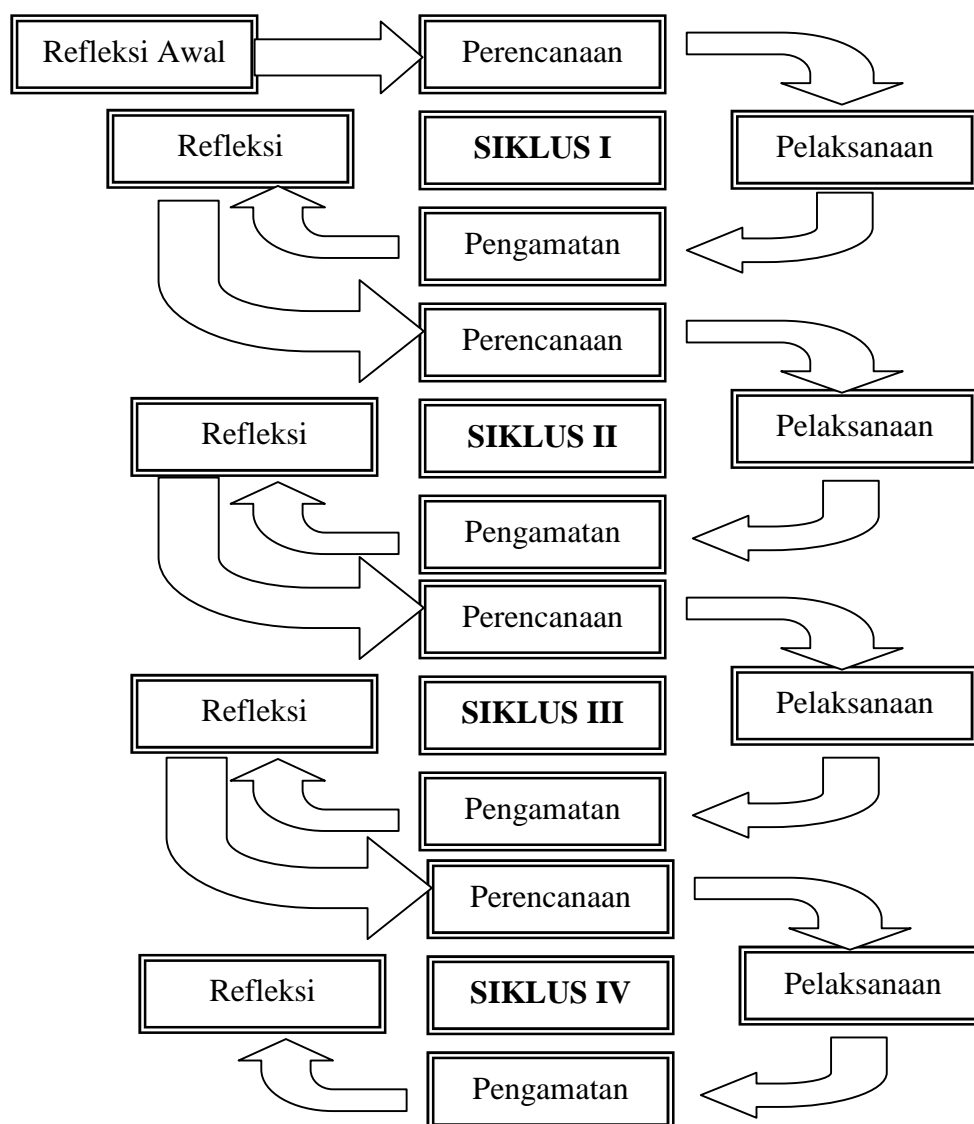 Refleksi Awal
Perencanaan
Refleksi
SIKLUS I
Pelaksanaan
Pengamatan
Perencanaan
Refleksi
SIKLUS II
Pelaksanaan
Pengamatan
Perencanaan
Refleksi
SIKLUS III
Pelaksanaan
Pengamatan
Perencanaan
Refleksi
SIKLUS IV
Pelaksanaan
Pengamatan